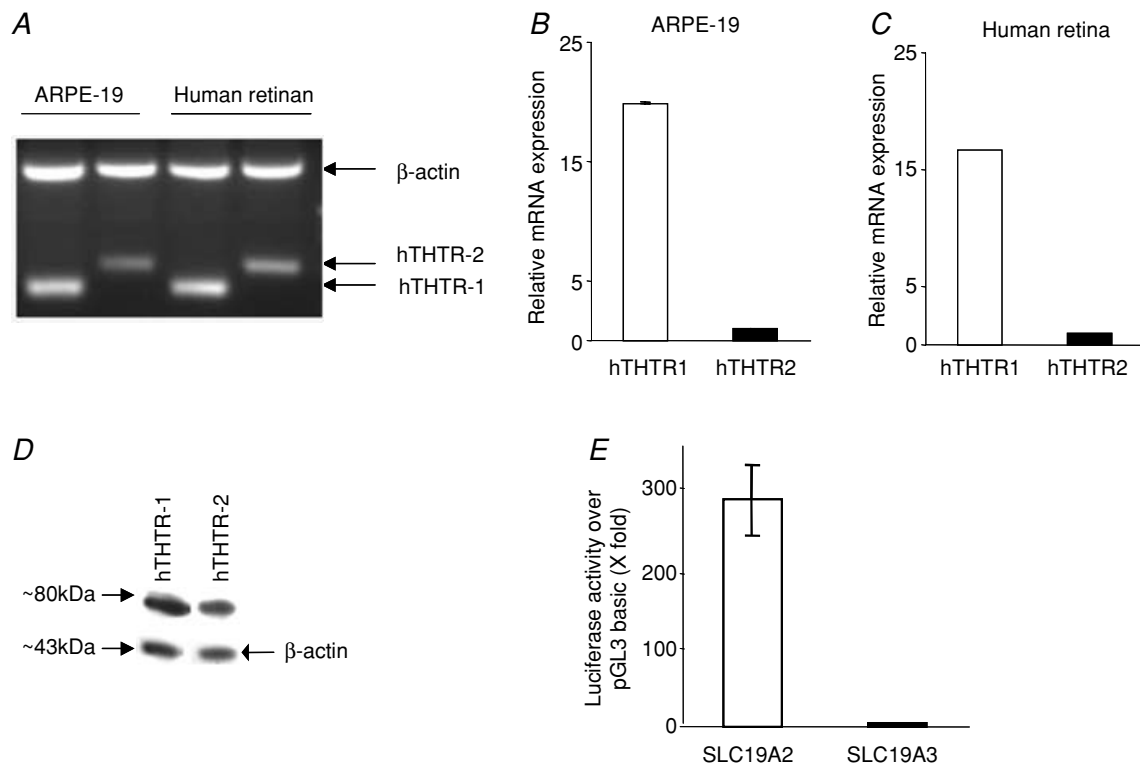 A
ARPE-19
Human retinan
β-actin
hTHTR-2
hTHTR-1
B
ARPE-19
Relative mRNA expression
25
15
5
0
hTHTR1
hTHTR2
C
Human retina
Relative mRNA expression
25
15
5
0
hTHTR1
hTHTR2
D
hTHTR-1
hTHTR-2
~80kDa
~43kDa
β-actin
E
Luciferase activity over
pGL3 basic (X fold)
300
200
100
0
SLC19A2
SLC19A3